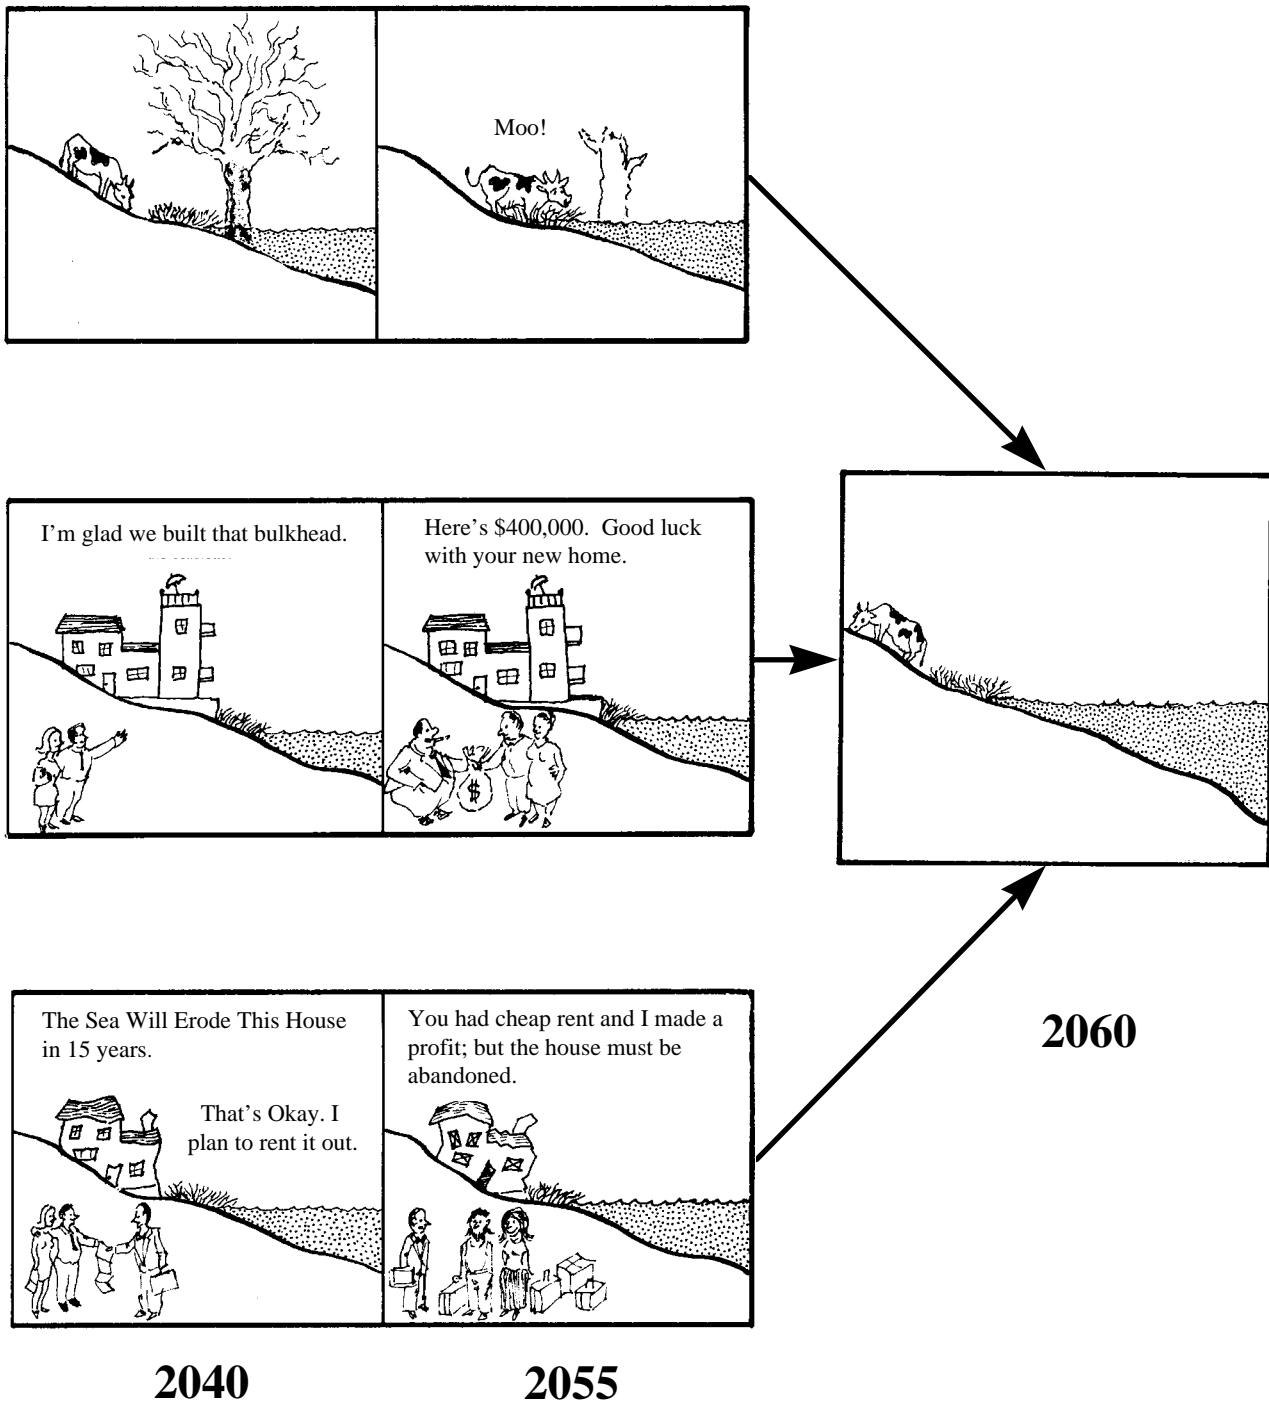 Moo!
I'm glad we built that bulkhead.
Here's $400,000.  Good luck
with your new home.
$
The Sea Will Erode This House
in 15 years.
That's Okay. I
plan to rent it out.
You had cheap rent and I made a
profit; but the house must be
abandoned.
2060
2040
2055